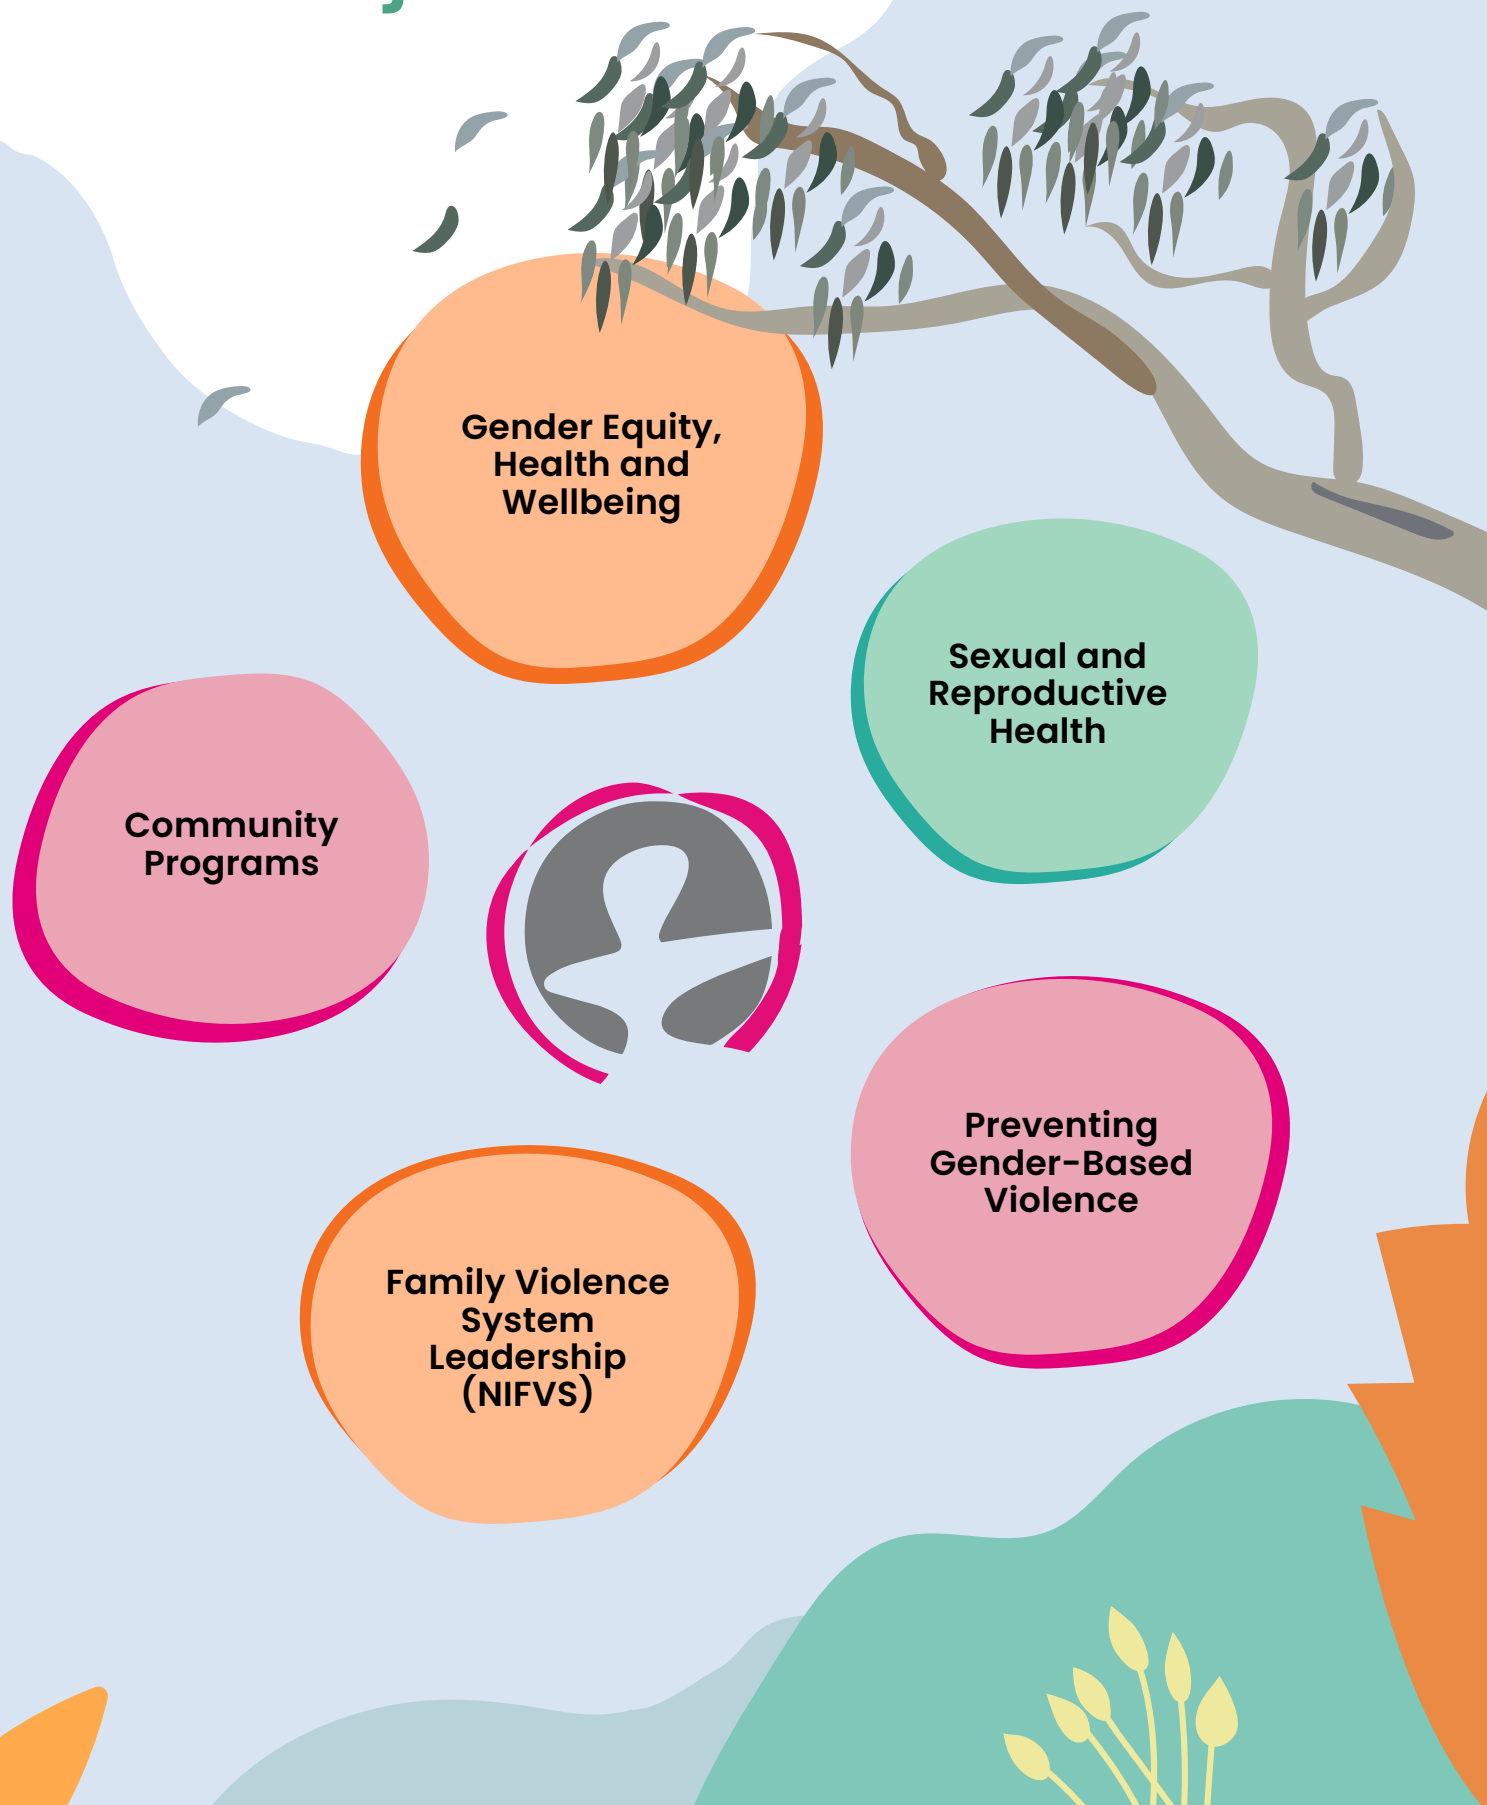 Gender Equity,
Health and
Wellbeing
Sexual and
Reproductive
Health
Community
Programs
Preventing
Gender-Based
Violence
Family Violence
System
Leadership
(NIFVS)